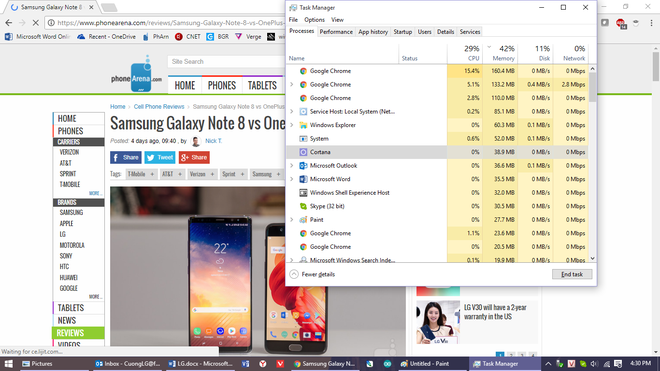 Samsung Galaxy N
https://www.phonearena.com/reviews/Samsung-Galaxy-Note-8-vs-OnePlus-
Microsoft Word Onl
Recent - OneDrive
PhArn
CNET
BGR
Verge
phoneArena.com
Site Search
HOME
PHONES
TABLETS
Home › Cell Phone Reviews › Samsung Galaxy Note 8 vs OnePlus
Samsung Galaxy Note 8 vs One
Posted: 4 days ago, 09:40 , by Nick T.
Share
Tweet
Share
Tags: T-Mobile + AT&T + Verizon + Sprint + Samsung +
HOME
PHONES
CARRIERS
VERIZON
AT&T
SPRINT
T-MOBILE
MORE...
BRANDS
SAMSUNG
APPLE
LG
MOTOROLA
SONY
HTC
HUAWEI
GOOGLE
MORE...
TABLETS
NEWS
REVIEWS
VIDEOS
22°
Waiting for ce.lijit.com...
Task Manager
File Options View
Processes Performance App history Startup Users Details Services
29% 42% 11% 0%
Name Status CPU Memory Disk Network
Google Chrome 15.4% 160.4 MB 0 MB/s 0 Mbps
Google Chrome 5.1% 133.2 MB 0.4 MB/s 2.8 Mbps
Google Chrome 2.8% 110.0 MB 0 MB/s 0 Mbps
Service Host: Local System (Net... 0.2% 85.1 MB 0 MB/s 0 Mbps
Windows Explorer 0% 60.3 MB 0.1 MB/s 0 Mbps
System 0.6% 52.0 MB 0.1 MB/s 0 Mbps
Cortana 0% 38.9 MB 0 MB/s 0 Mbps
Microsoft Outlook 0% 36.6 MB 0.1 MB/s 0 Mbps
Microsoft Word 0% 35.5 MB 0 MB/s 0 Mbps
Windows Shell Experience Host 0% 32.0 MB 0 MB/s 0 Mbps
Skype (32 bit) 0% 30.5 MB 0 MB/s 0 Mbps
Paint 0% 27.7 MB 0 MB/s 0 Mbps
Google Chrome 1.1% 23.6 MB 0 MB/s 0 Mbps
Google Chrome 0% 20.5 MB 0 MB/s 0 Mbps
Microsoft Windows Search Inde... 0.1% 19.9 MB 0 MB/s 0 Mbps
Fewer details
End task
LG V30 will have a 2-year
warranty in the US
1 2 3 4
Pictures
Inbox - CuongLG@f...
LG.docx - Microsoft...
Samsung Galaxy N...
Untitled - Paint
Task Manager
4:30 PM